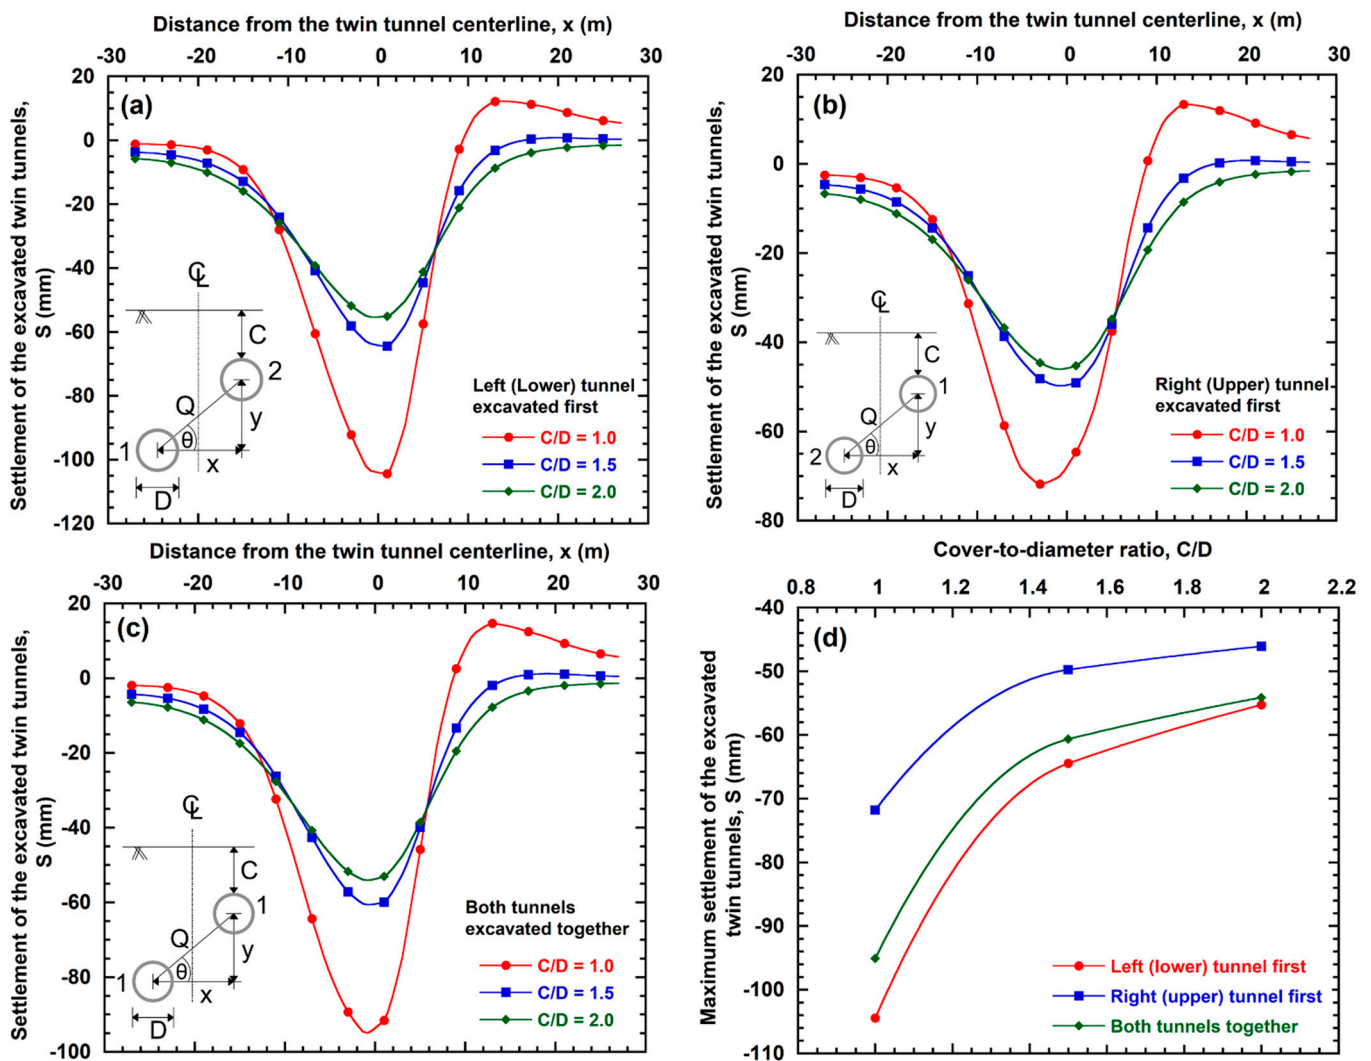 Distance from the twin tunnel centerline, x (m)
-30 -20 -10 0 10 20 30
Settlement of the excavated twin tunnels,
S (mm)
20
0
-20
-40
-60
-80
-100
-120
(a)
C
2
Q
y
θ
1
x
D
Left (Lower) tunnel
excavated first
C/D = 1.0
C/D = 1.5
C/D = 2.0
Distance from the twin tunnel centerline, x (m)
-30 -20 -10 0 10 20 30
Settlement of the excavated twin tunnels,
S (mm)
20
0
-20
-40
-60
-80
(b)
C
1
Q
y
θ
2
x
D
Right (Upper) tunnel
excavated first
C/D = 1.0
C/D = 1.5
C/D = 2.0
Distance from the twin tunnel centerline, x (m)
-30 -20 -10 0 10 20 30
Settlement of the excavated twin tunnels,
S (mm)
20
0
-20
-40
-60
-80
-100
(c)
C
1
Q
y
θ
1
x
D
Both tunnels
excavated together
C/D = 1.0
C/D = 1.5
C/D = 2.0
Cover-to-diameter ratio, C/D
0.8 1 1.2 1.4 1.6 1.8 2 2.2
Maximum settlement of the excavated
twin tunnels, S (mm)
-40
-50
-60
-70
-80
-90
-100
-110
(d)
Left (lower) tunnel first
Right (upper) tunnel first
Both tunnels together